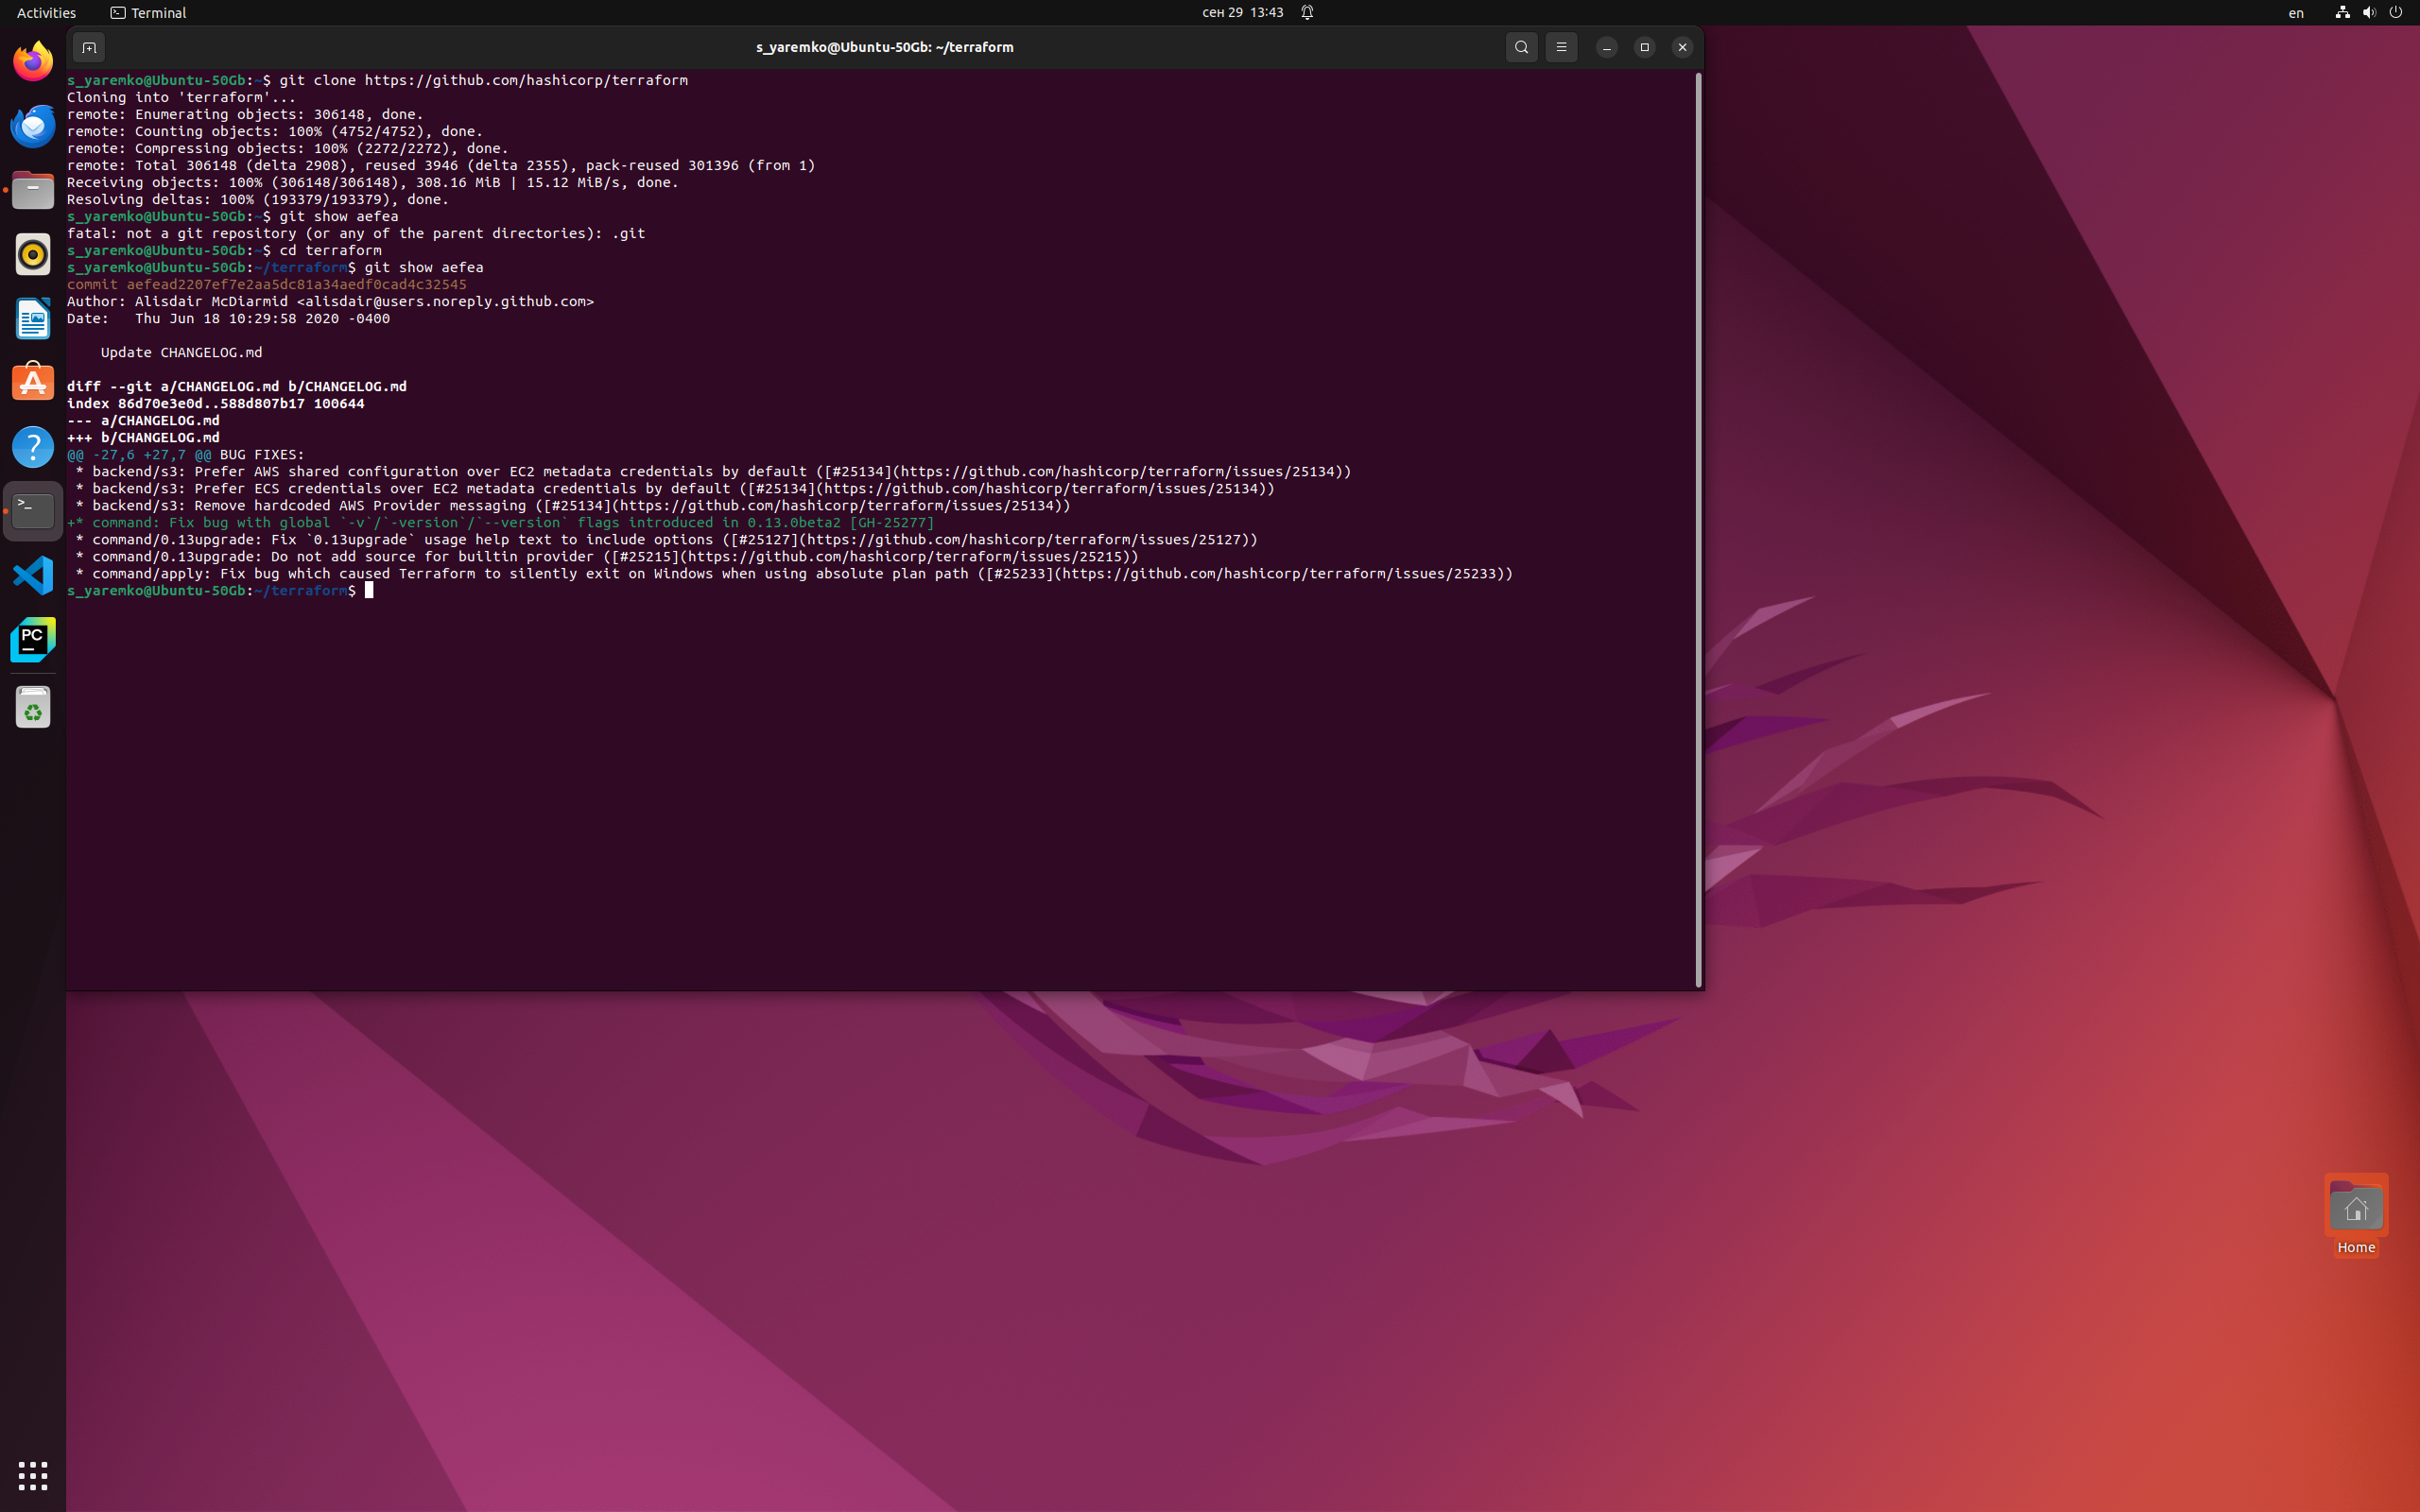 Activities
Terminal
сен 29 13:43
en
s_yaremko@Ubuntu-50Gb: ~/terraform
s_yaremko@Ubuntu-50Gb:~$ git clone https://github.com/hashicorp/terraform
Cloning into 'terraform'...
remote: Enumerating objects: 306148, done.
remote: Counting objects: 100% (4752/4752), done.
remote: Compressing objects: 100% (2272/2272), done.
remote: Total 306148 (delta 2908), reused 3946 (delta 2355), pack-reused 301396 (from 1)
Receiving objects: 100% (306148/306148), 308.16 MiB | 15.12 MiB/s, done.
Resolving deltas: 100% (193379/193379), done.
s_yaremko@Ubuntu-50Gb:~$ git show aefea
fatal: not a git repository (or any of the parent directories): .git
s_yaremko@Ubuntu-50Gb:~$ cd terraform
s_yaremko@Ubuntu-50Gb:~/terraform$ git show aefea
commit aefead2207ef7e2aa5dc81a34aedf0cad4c32545
Author: Alisdair McDiarmid <alisdair@users.noreply.github.com>
Date:   Thu Jun 18 10:29:58 2020 -0400
    Update CHANGELOG.md
diff --git a/CHANGELOG.md b/CHANGELOG.md
index 86d70e3e0d..588d807b17 100644
--- a/CHANGELOG.md
+++ b/CHANGELOG.md
@@ -27,6 +27,7 @@ BUG FIXES:
 * backend/s3: Prefer AWS shared configuration over EC2 metadata credentials by default ([#25134](https://github.com/hashicorp/terraform/issues/25134))
 * backend/s3: Prefer ECS credentials over EC2 metadata credentials by default ([#25134](https://github.com/hashicorp/terraform/issues/25134))
 * backend/s3: Remove hardcoded AWS Provider messaging ([#25134](https://github.com/hashicorp/terraform/issues/25134))
+* command: Fix bug with global `-v`/`-version`/`--version` flags introduced in 0.13.0beta2 [GH-25277]
 * command/0.13upgrade: Fix `0.13upgrade` usage help text to include options ([#25127](https://github.com/hashicorp/terraform/issues/25127))
 * command/0.13upgrade: Do not add source for builtin provider ([#25215](https://github.com/hashicorp/terraform/issues/25215))
 * command/apply: Fix bug which caused Terraform to silently exit on Windows when using absolute plan path ([#25233](https://github.com/hashicorp/terraform/issues/25233))
s_yaremko@Ubuntu-50Gb:~/terraform$
PC
Home